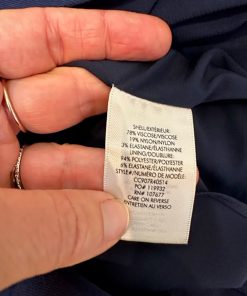 SHELL/EXTÉRIEUR:
78% VISCOSE/VISCOSE
19% NYLON/NYLON
3% ELASTANE/ÉLASTHANNE
LINING/DOUBLURE:
94% POLYESTER/POLYESTER
6% ELASTANE/ÉLASTHANNE
STYLE#/NUMÉRO DE MODÈLE:
CC907R40514
PO# 119932
RN# 107677
CARE ON REVERSE
ENTRETIEN AU VERSO